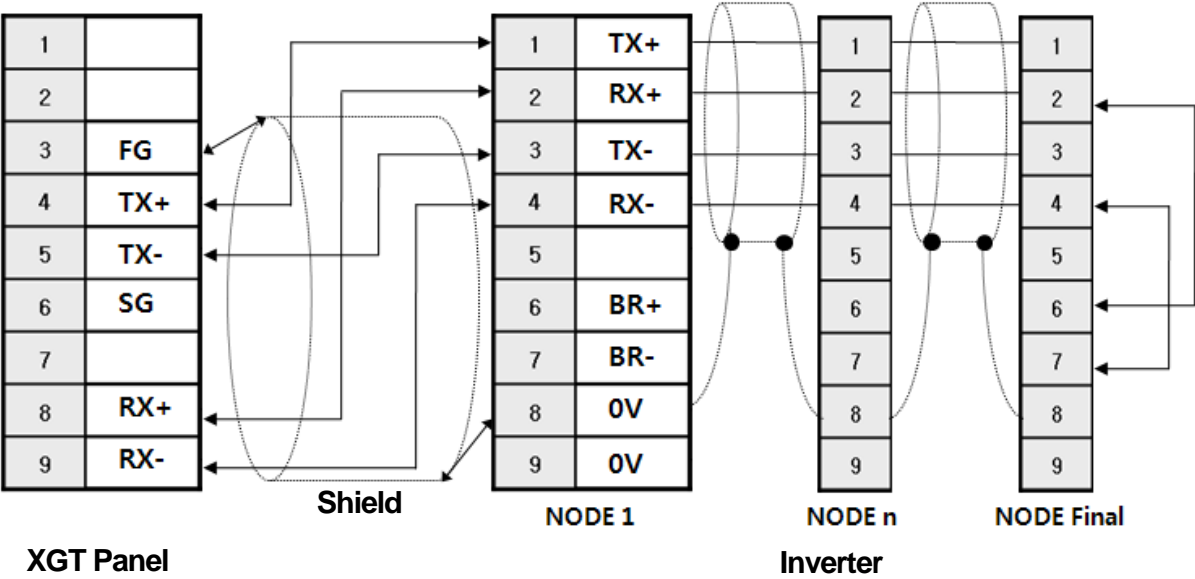 1 1 TX+ 1 1
2 2 RX+ 2 2
3 FG 3 TX- 3 3
4 TX+ 4 RX- 4 4
5 TX- 5 5 5
6 SG 6 BR+ 6 6
7 7 BR- 7 7
8 RX+ 8 0V 8 8
9 RX- 9 0V 9 9
Shield
NODE 1 NODE n NODE Final
XGT Panel Inverter